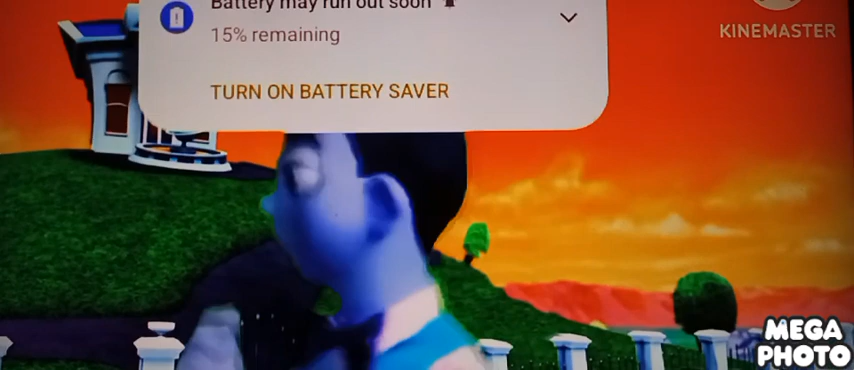 Battery may run out soon
15% remaining
TURN ON BATTERY SAVER
KINEMASTER
MEGA
PHOTO